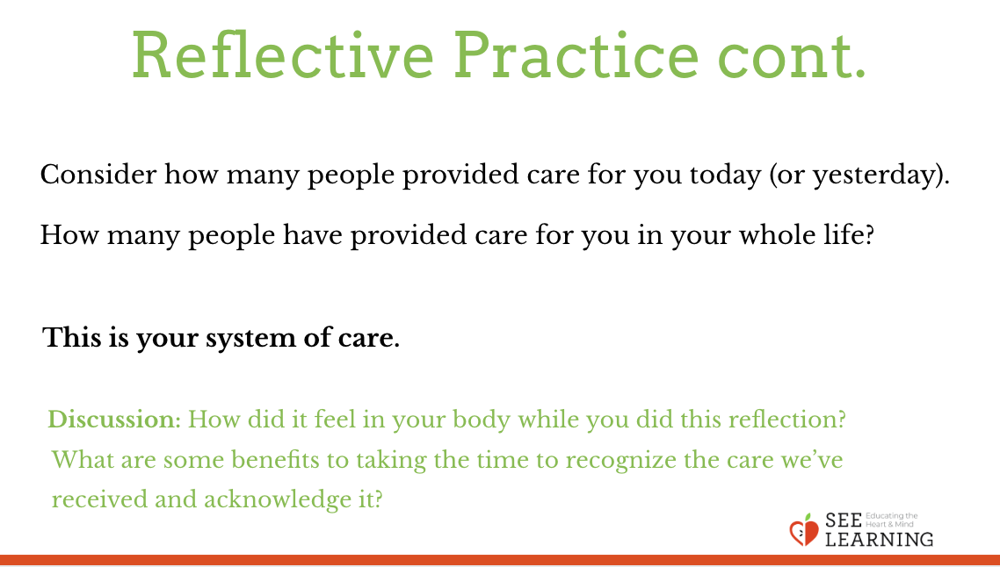 Reflective Practice cont.
Consider how many people provided care for you today (or yesterday).
How many people have provided care for you in your whole life?
This is your system of care.
Discussion: How did it feel in your body while you did this reflection?
What are some benefits to taking the time to recognize the care we’ve
received and acknowledge it?
SEE Educating the
Heart & Mind
LEARNING